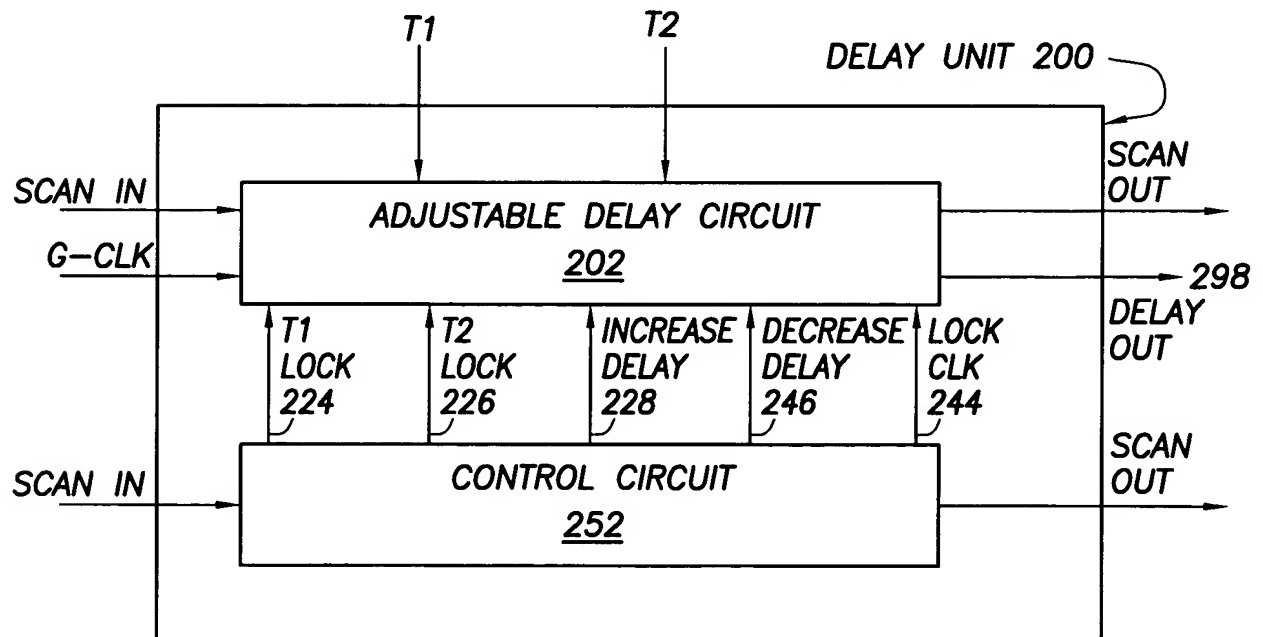 T1
T2
DELAY UNIT 200
SCAN IN
G-CLK
ADJUSTABLE DELAY CIRCUIT
202
SCAN
OUT
298
DELAY
OUT
T1
LOCK
224
T2
LOCK
226
INCREASE
DELAY
228
DECREASE
DELAY
246
LOCK
CLK
244
SCAN IN
CONTROL CIRCUIT
252
SCAN
OUT